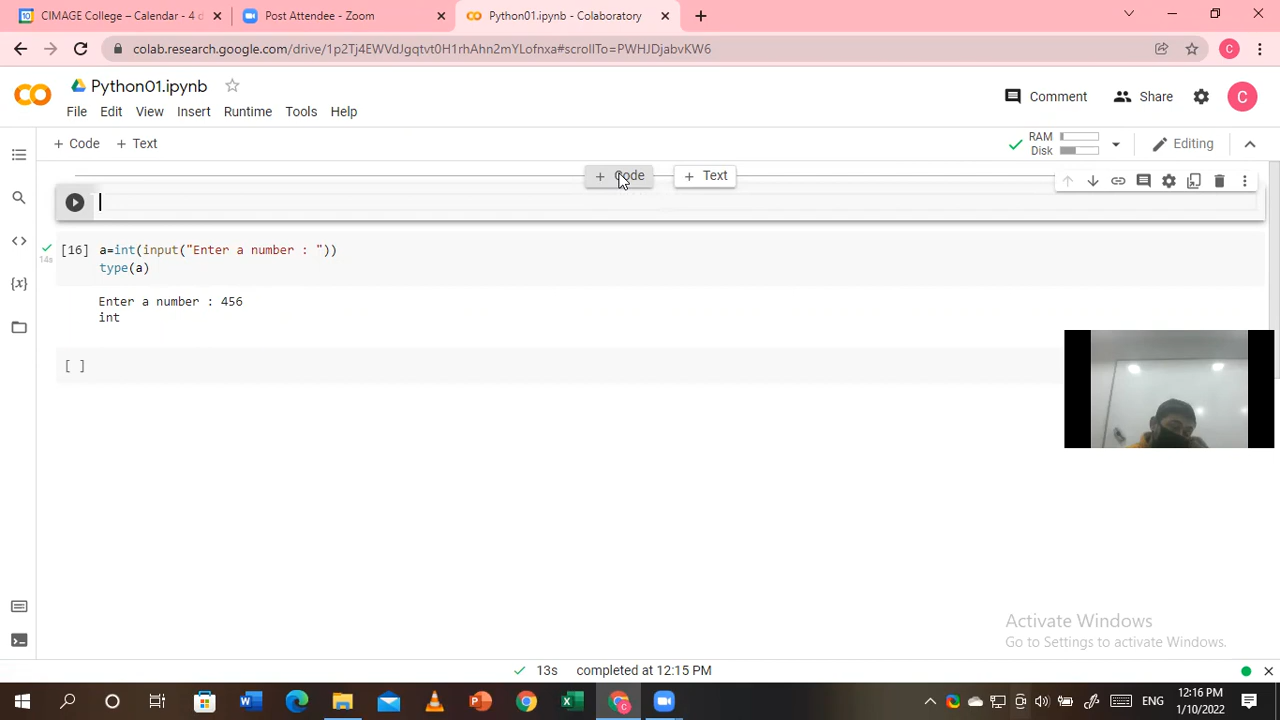 CIMAGE College – Calendar - 4 d
Post Attendee - Zoom
Python01.ipynb - Colaboratory
colab.research.google.com/drive/1p2Tj4EWVdJgqtvt0H1rhAhn2mYLofnxa#scrollTo=PWHJDjabvKW6
C
Python01.ipynb
Comment
Share
C
File Edit View Insert Runtime Tools Help
+ Code + Text
RAM
Disk
Editing
+ Code + Text
[16] a=int(input("Enter a number : "))
type(a)
14s
Enter a number : 456
int
[ ]
{x}
Activate Windows
Go to Settings to activate Windows.
13s completed at 12:15 PM
ENG
12:16 PM
1/10/2022